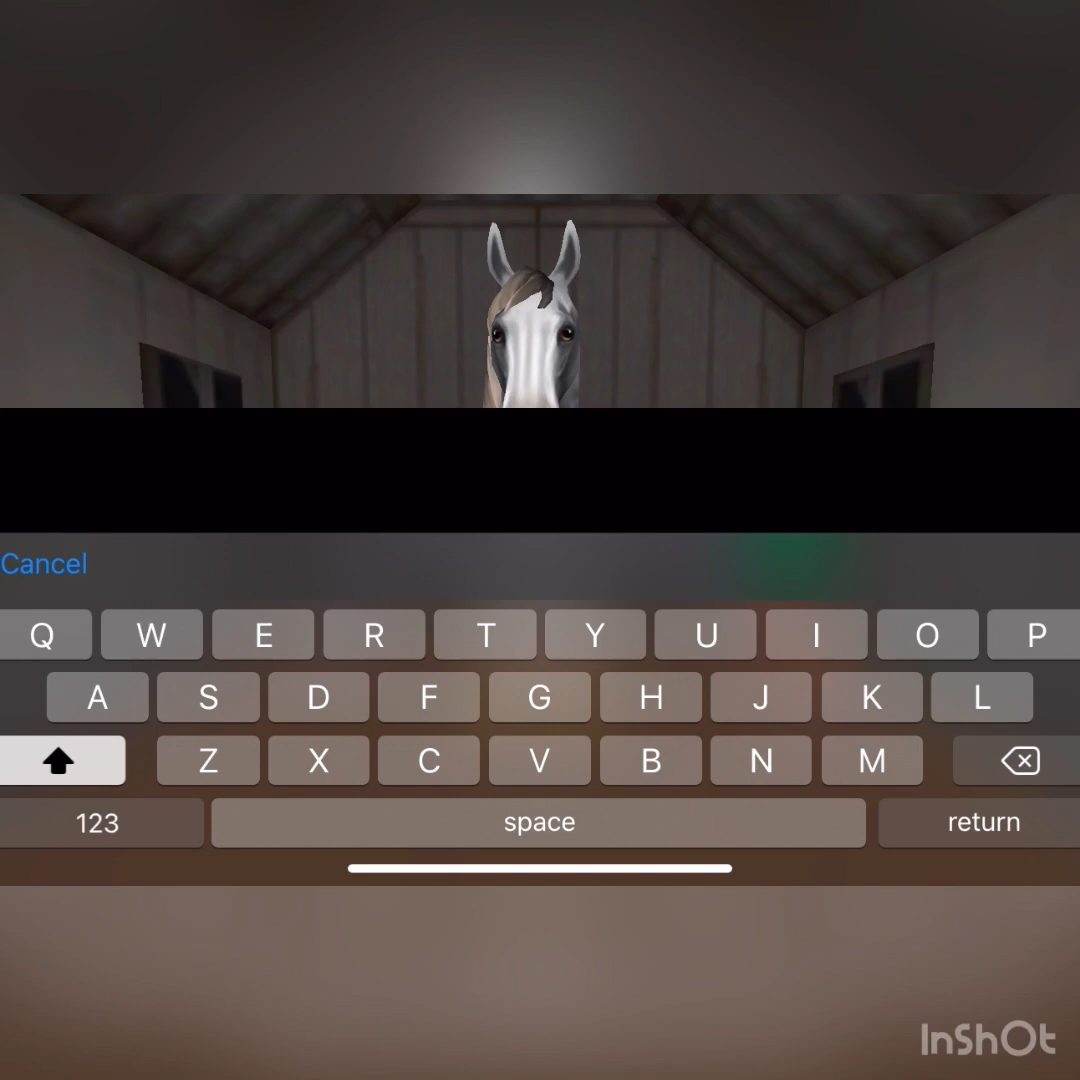 Cancel
Q W E R T Y U I O P
A S D F G H J K L
Z X C V B N M
123 space return
InShOt